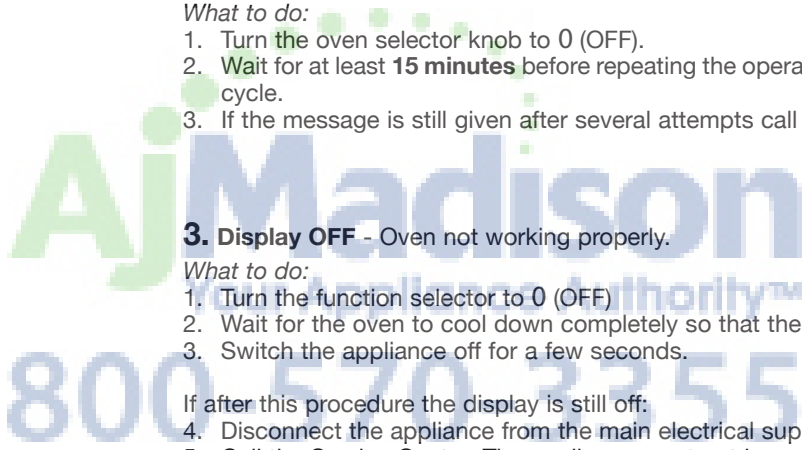 What to do:
1. Turn the oven selector knob to 0 (OFF).
2. Wait for at least 15 minutes before repeating the opera
cycle.
3. If the message is still given after several attempts call
AjMadison
3. Display OFF - Oven not working properly.
What to do:
Your Appliance Authority™
1. Turn the function selector to 0 (OFF)
2. Wait for the oven to cool down completely so that the
3. Switch the appliance off for a few seconds.
800 570 3355
If after this procedure the display is still off:
4. Disconnect the appliance from the main electrical sup